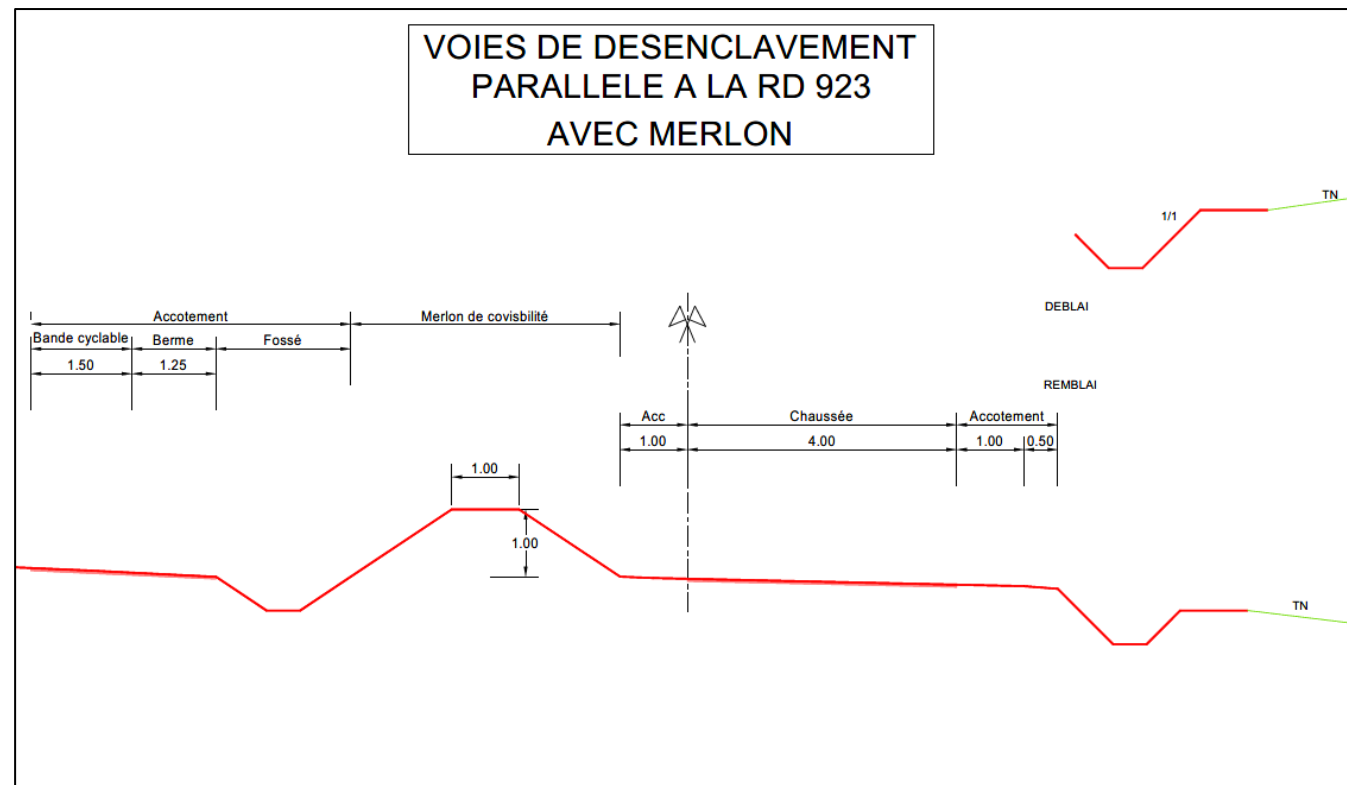 VOIES DE DESENCLAVEMENT
PARALLELE A LA RD 923
AVEC MERLON
TN
1/1
DEBLAI
Accotement
Merlon de covisbilité
Bande cyclable
Berme
Fossé
1.50
1.25
REMBLAI
Acc
Chaussée
Accotement
1.00
4.00
1.00
0.50
1.00
1.00
TN